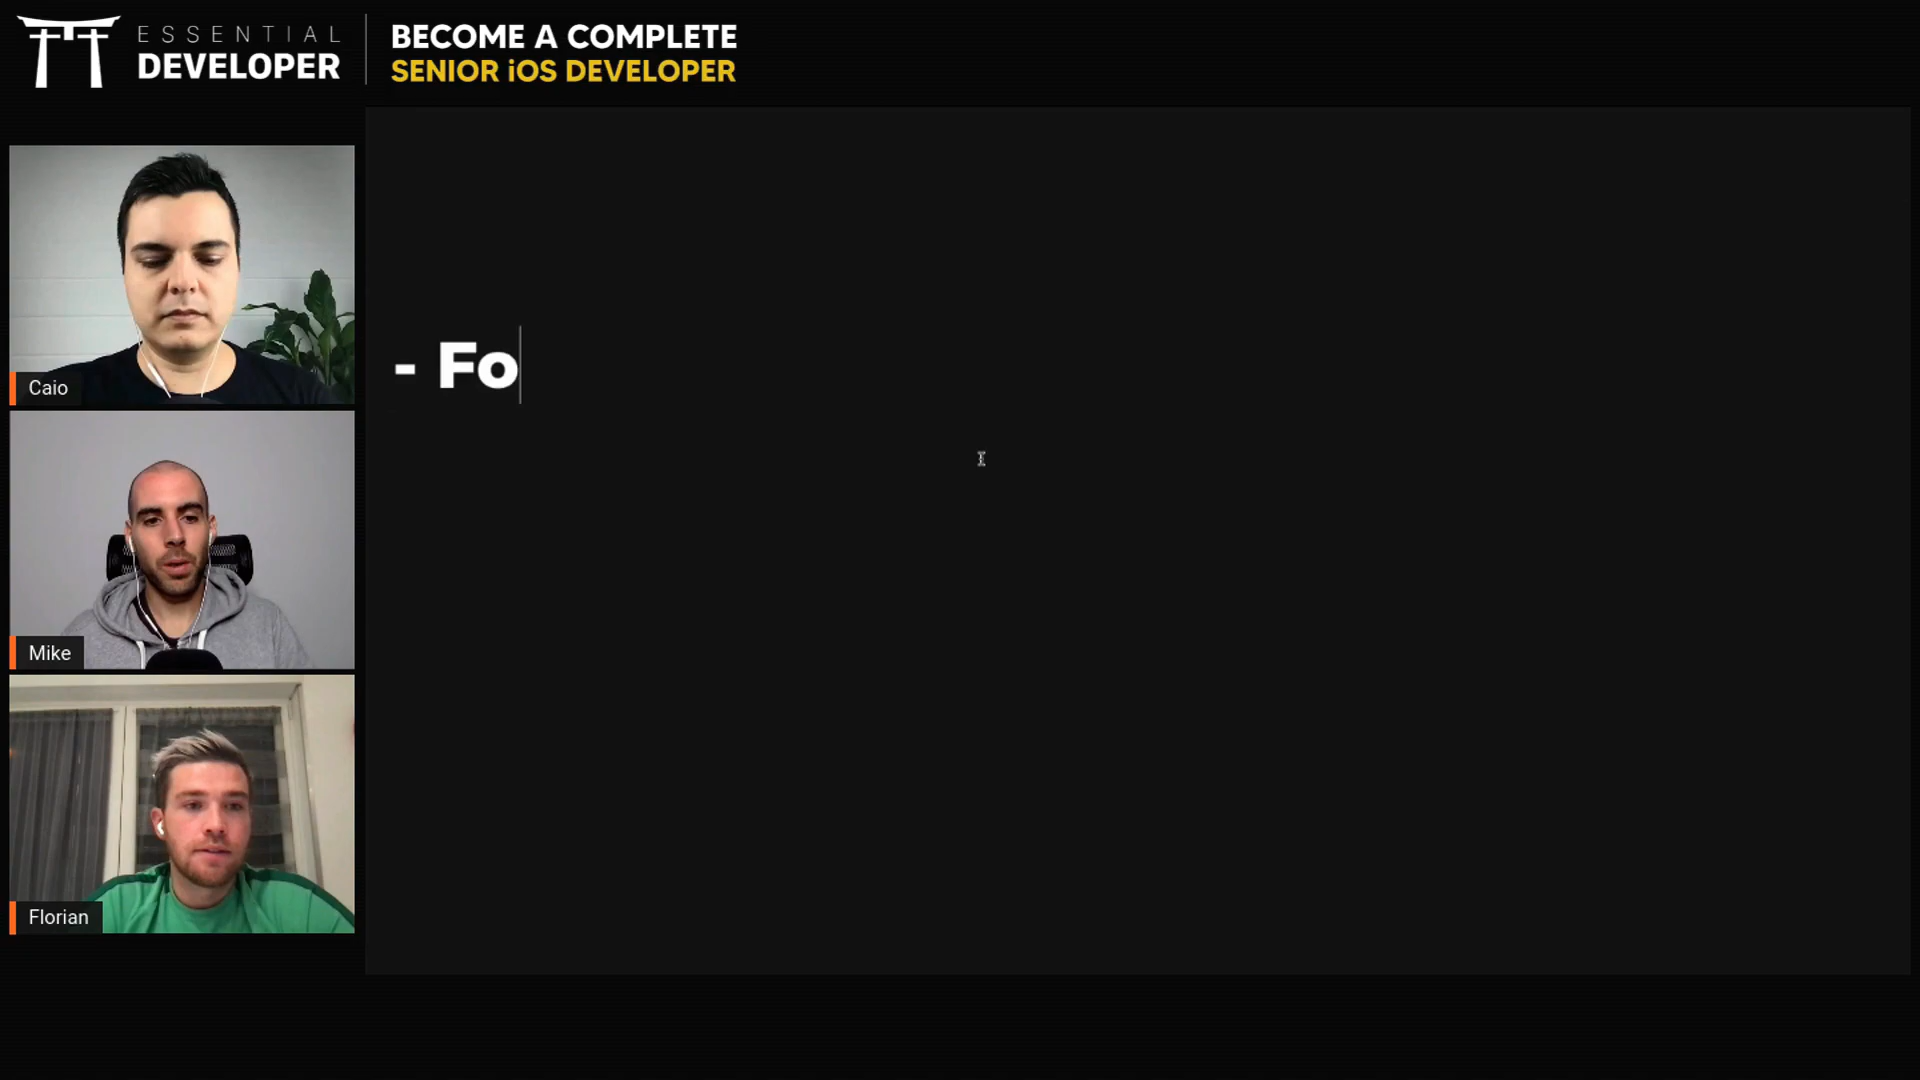 ESSENTIAL
DEVELOPER
BECOME A COMPLETE
SENIOR iOS DEVELOPER
Caio
- Fo
Mike
Florian